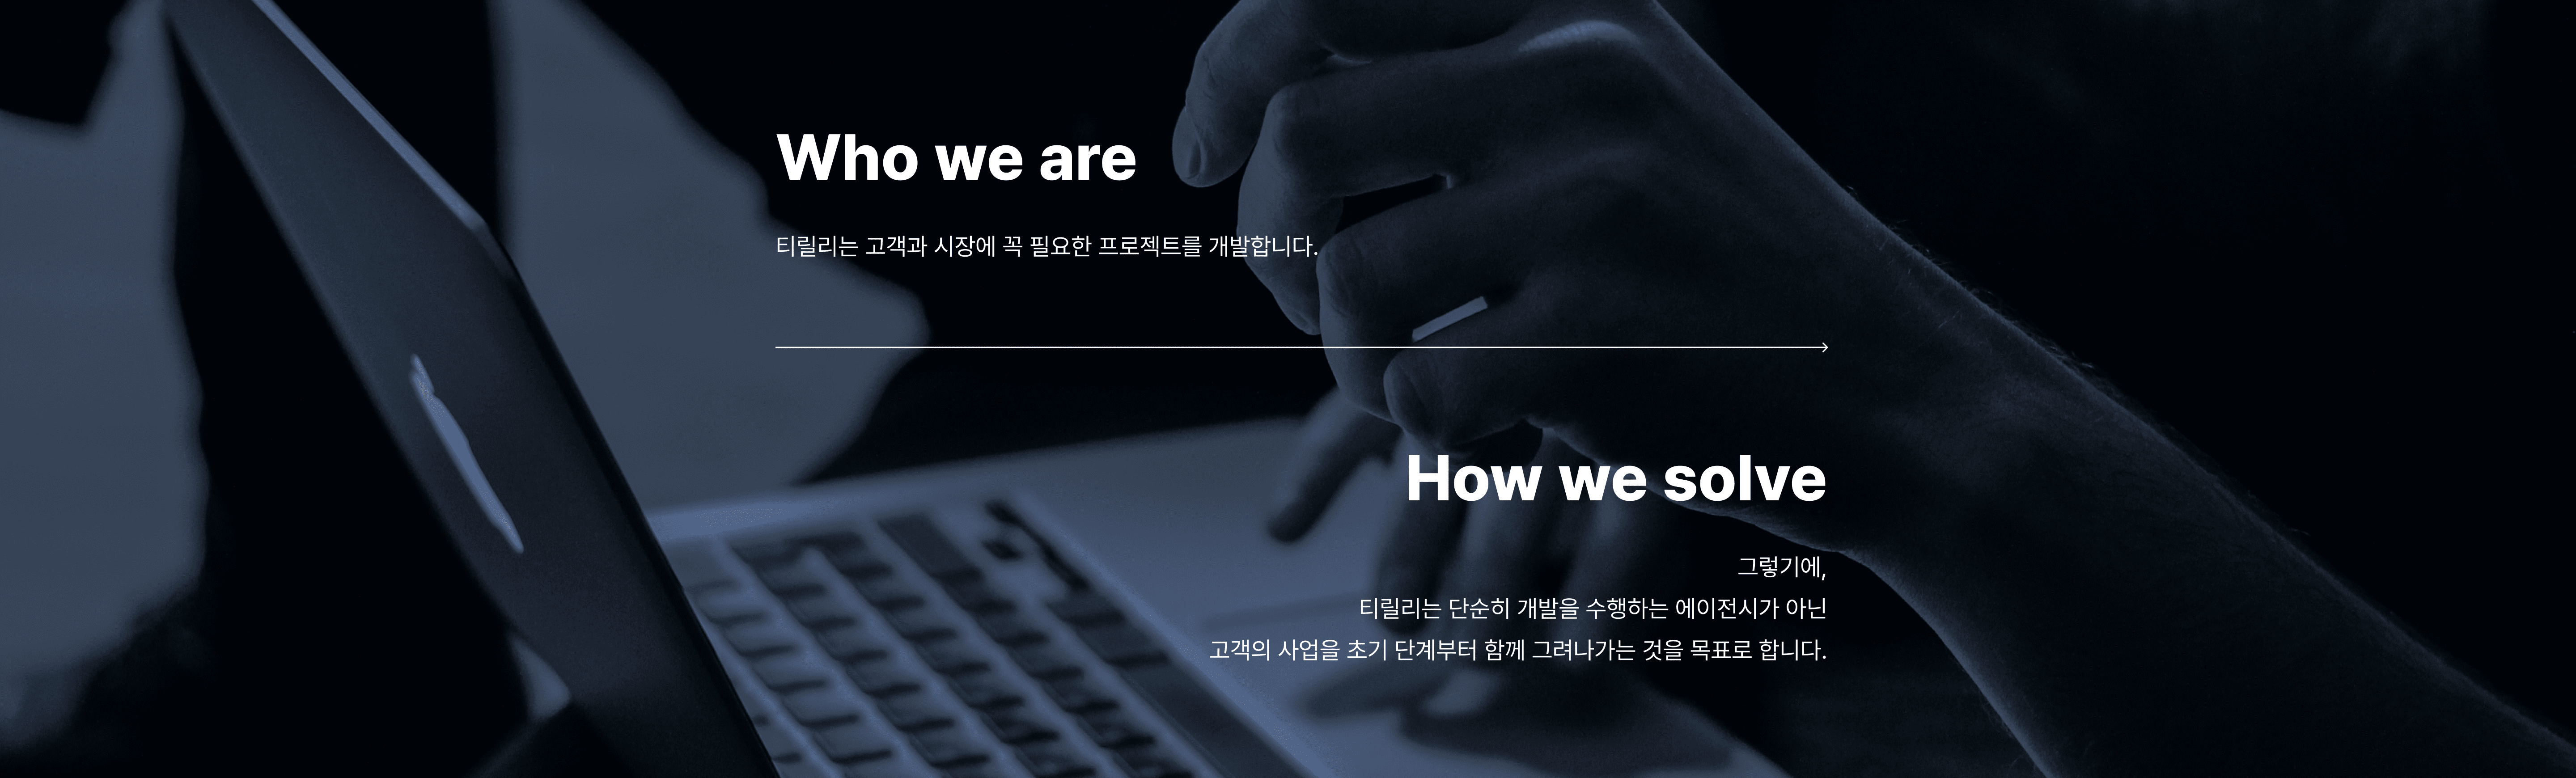 Who we are
티릴리는 고객과 시장에 꼭 필요한 프로젝트를 개발합니다.
How we solve
그렇기에,
티릴리는 단순히 개발을 수행하는 에이전시가 아닌
고객의 사업을 초기 단계부터 함께 그려나가는 것을 목표로 합니다.